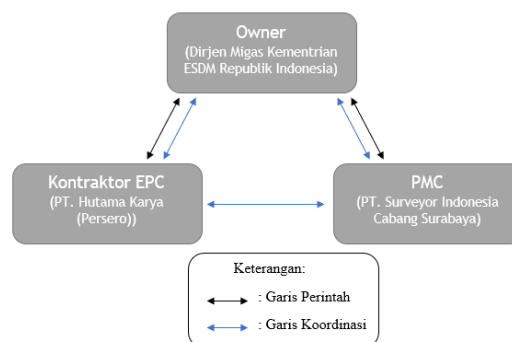 Owner
(Dirjen Migas Kementrian
ESDM Republik Indonesia)
Kontraktor EPC
(PT. Hutama Karya
(Persero))
PMC
(PT. Surveyor Indonesia
Cabang Surabaya)
Keterangan:
: Garis Perintah
: Garis Koordinasi